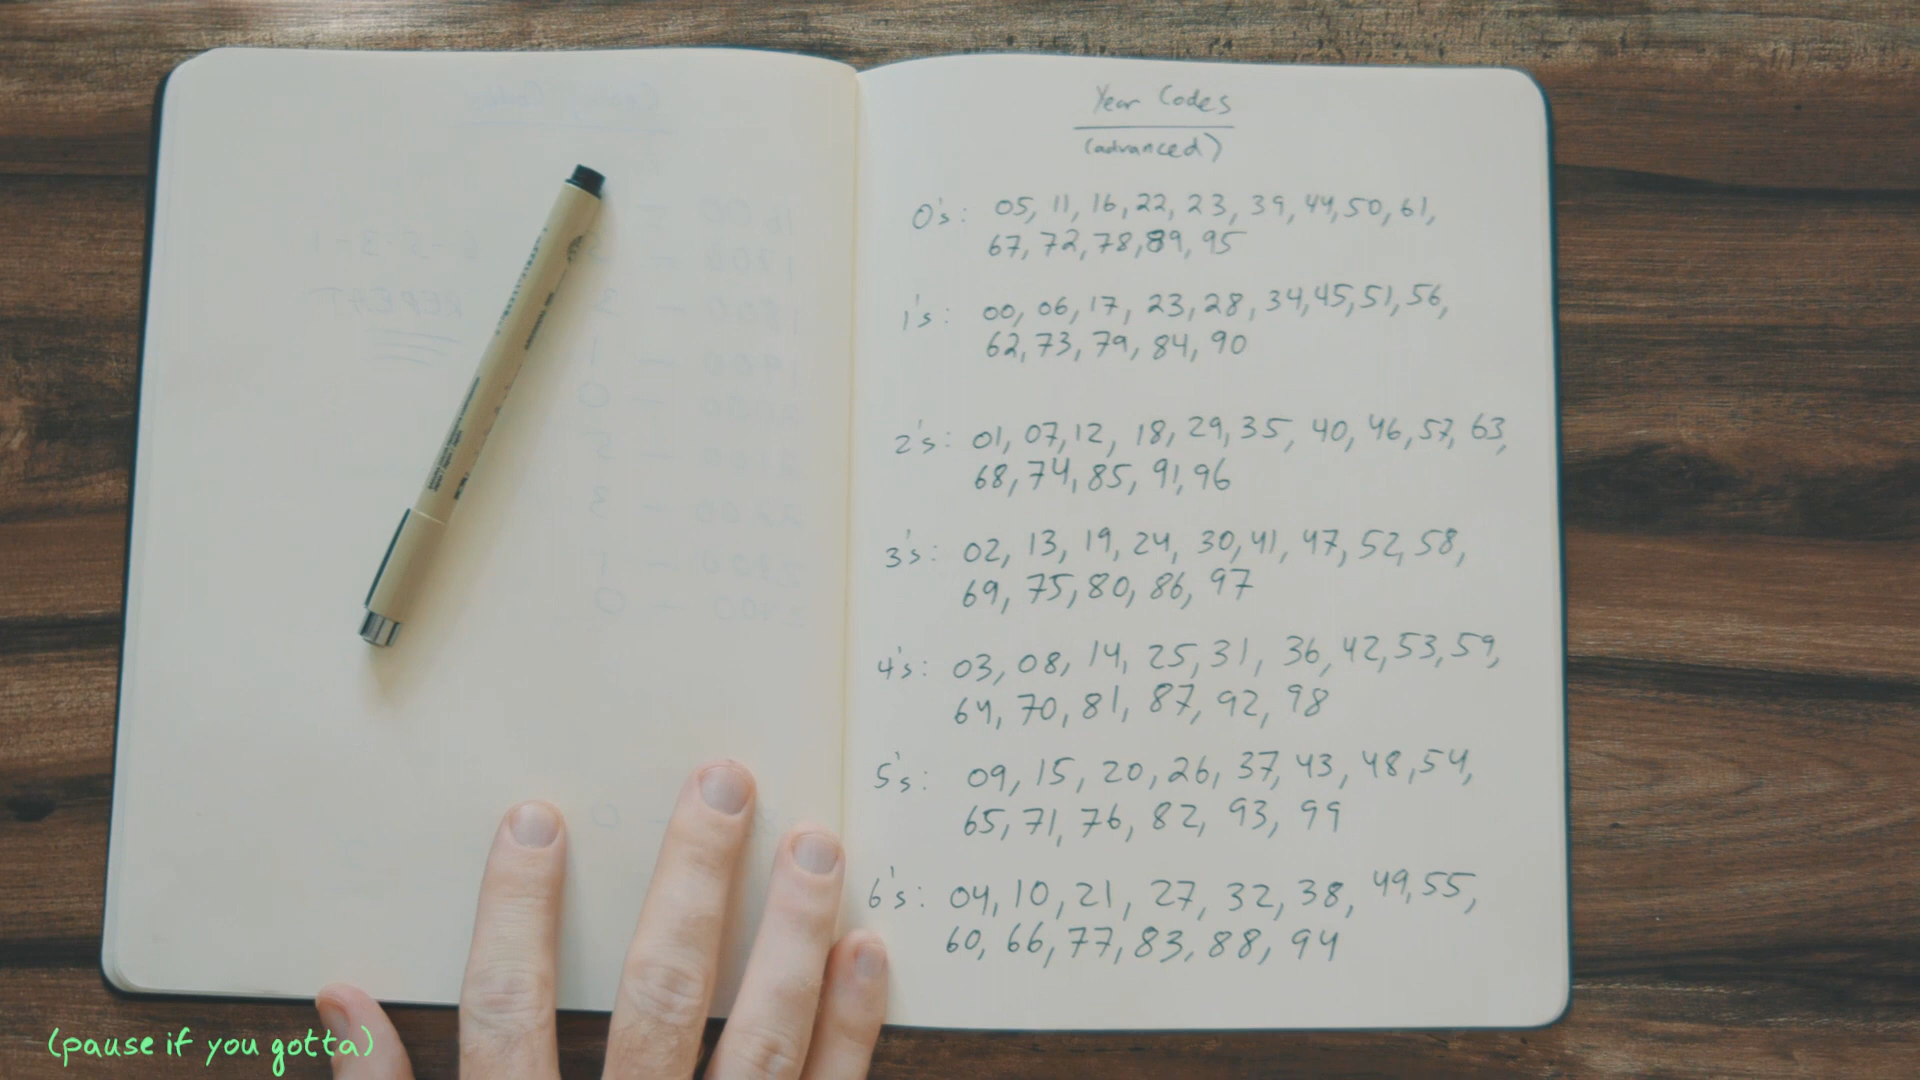 Year Codes
(advanced)
0's: 05, 11, 16, 22, 23, 39, 44, 50, 61,
67, 72, 78, 89, 95
1's: 00, 06, 17, 23, 28, 34, 45, 51, 56,
62, 73, 79, 84, 90
2's: 01, 07, 12, 18, 29, 35, 40, 46, 57, 63,
68, 74, 85, 91, 96
3's: 02, 13, 19, 24, 30, 41, 47, 52, 58,
69, 75, 80, 86, 97
4's: 03, 08, 14, 25, 31, 36, 42, 53, 59,
64, 70, 81, 87, 92, 98
5's: 09, 15, 20, 26, 37, 43, 48, 54,
65, 71, 76, 82, 93, 99
6's: 04, 10, 21, 27, 32, 38, 49, 55,
60, 66, 77, 83, 88, 94
(pause if you gotta)